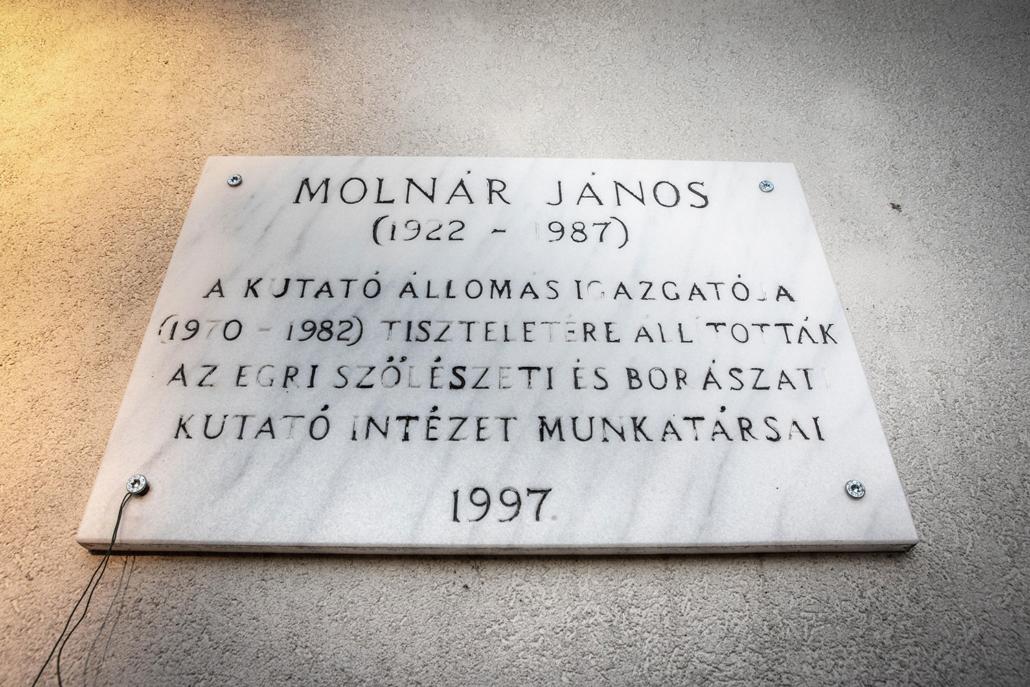 MOLNÁR JÁNOS
(1922 - 1987)
A KUTATÓ ÁLLOMÁS IGAZGATÓJA
(1970 - 1982) TISZTELETÉRE ÁLLÍTOTTÁK
AZ EGRI SZŐLÉSZETI ÉS BORÁSZATI
KUTATÓ INTÉZET MUNKATÁRSAI
1997.